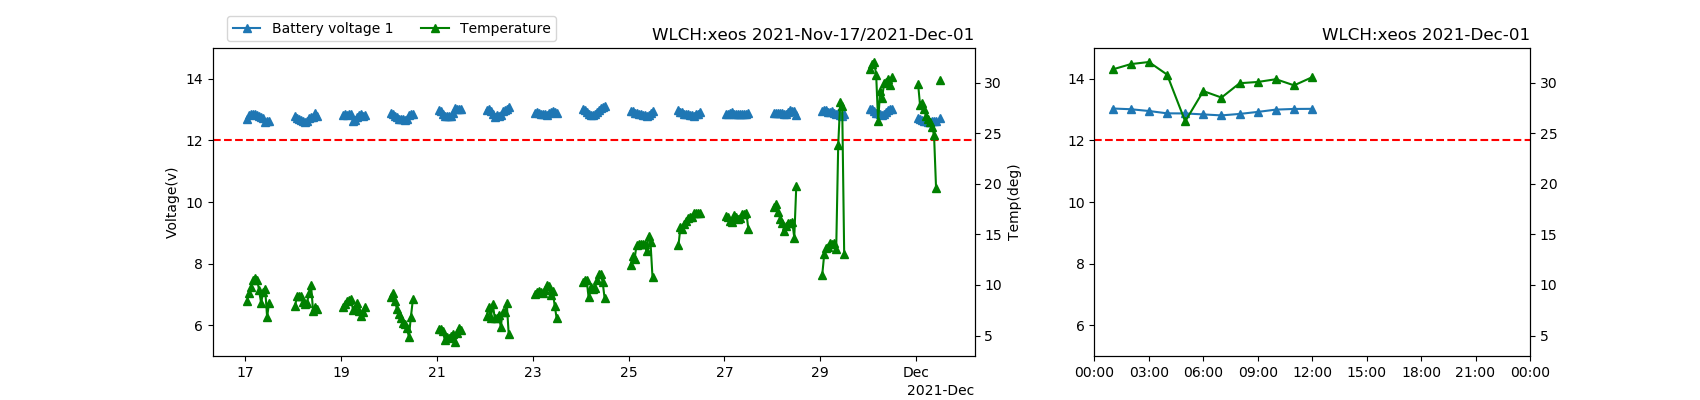 Battery voltage 1 Temperature
WLCH:xeos 2021-Nov-17/2021-Dec-01
Voltage(v)
14
12
10
8
6
30
25
20
15
10
5
Temp(deg)
17 19 21 23 25 27 29 Dec
2021-Dec
WLCH:xeos 2021-Dec-01
14
12
10
8
6
30
25
20
15
10
5
00:00 03:00 06:00 09:00 12:00 15:00 18:00 21:00 00:00